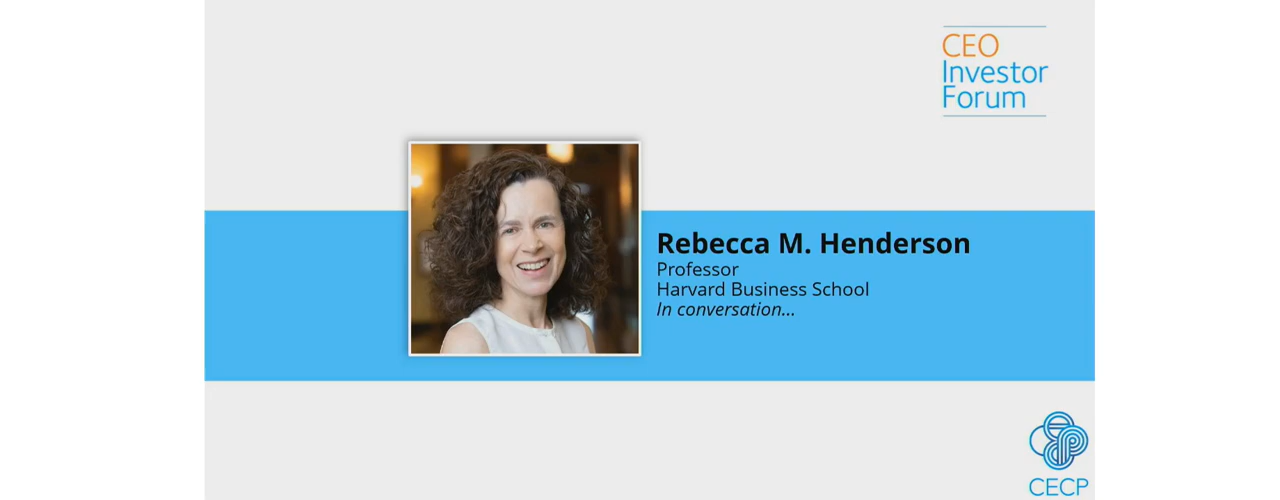 CEO
Investor
Forum
Rebecca M. Henderson
Professor
Harvard Business School
In conversation...
CECP